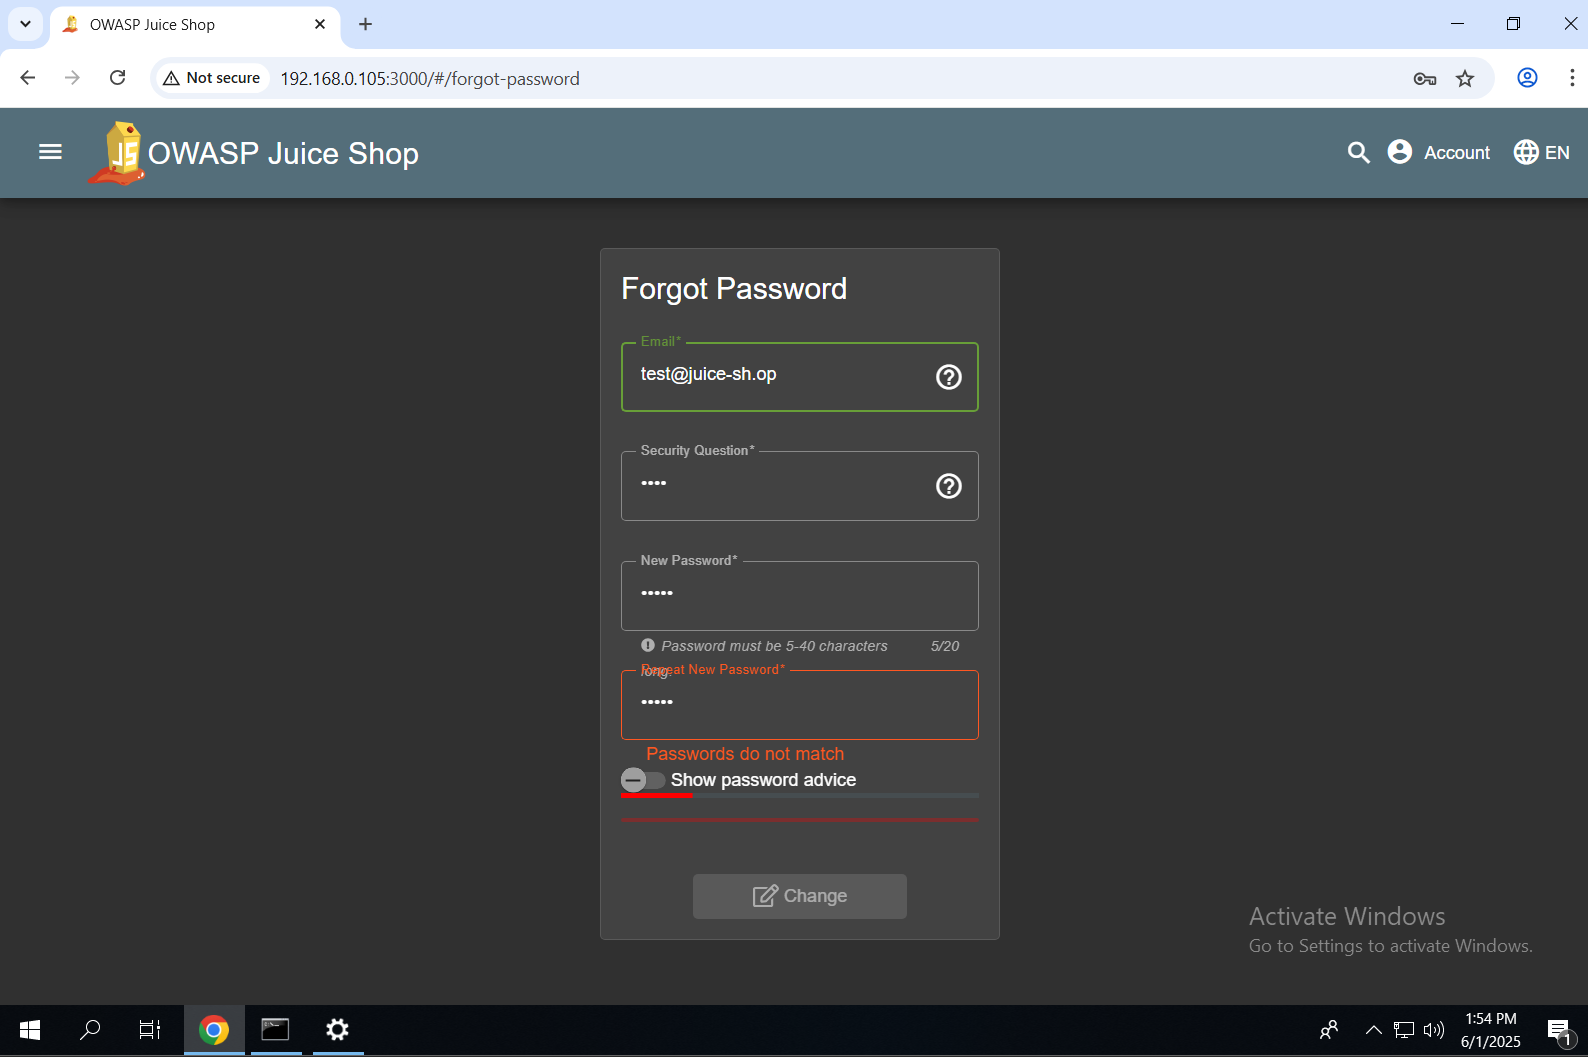 OWASP Juice Shop
Not secure 192.168.0.105:3000/#/forgot-password
JS OWASP Juice Shop
Account EN
Forgot Password
Email*
test@juice-sh.op
Security Question*
••••
New Password*
•••••
Password must be 5-40 characters 5/20
long.
Repeat New Password*
•••••
Passwords do not match
Show password advice
Change
Activate Windows
Go to Settings to activate Windows.
1:54 PM
6/1/2025
1